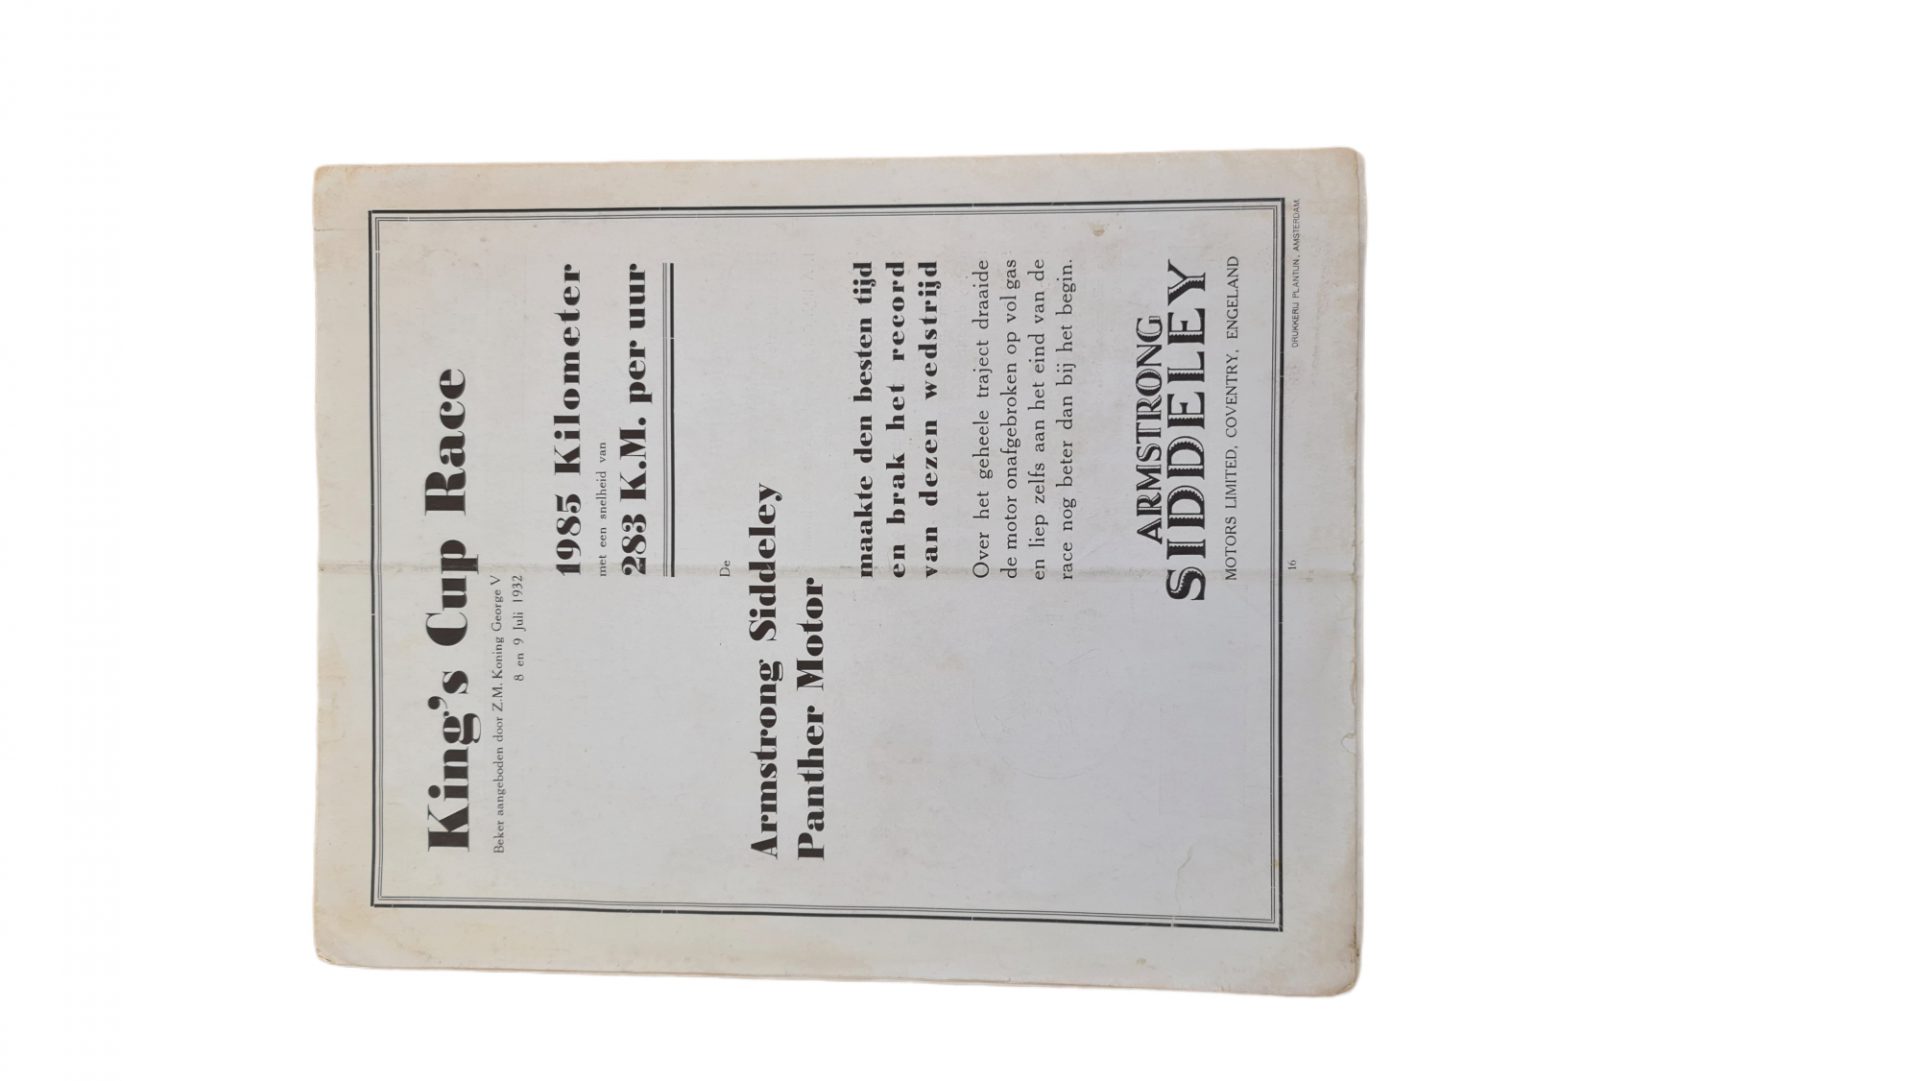 King's Cup Race
Beker aangeboden door Z.M. Koning George V
8 en 9 Juli 1932
1985 Kilometer
met een snelheid van
283 K.M. per uur
De
Armstrong Siddeley
Panther Motor
maakte den besten tijd
en brak het record
van dezen wedstrijd
Over het geheele traject draaide
de motor onafgebroken op vol gas
en liep zelfs aan het eind van de
race nog beter dan bij het begin.
ARMSTRONG
SIDDELEY
MOTORS LIMITED, COVENTRY, ENGELAND
16
DRUKKERIJ PLANTIJN, AMSTERDAM